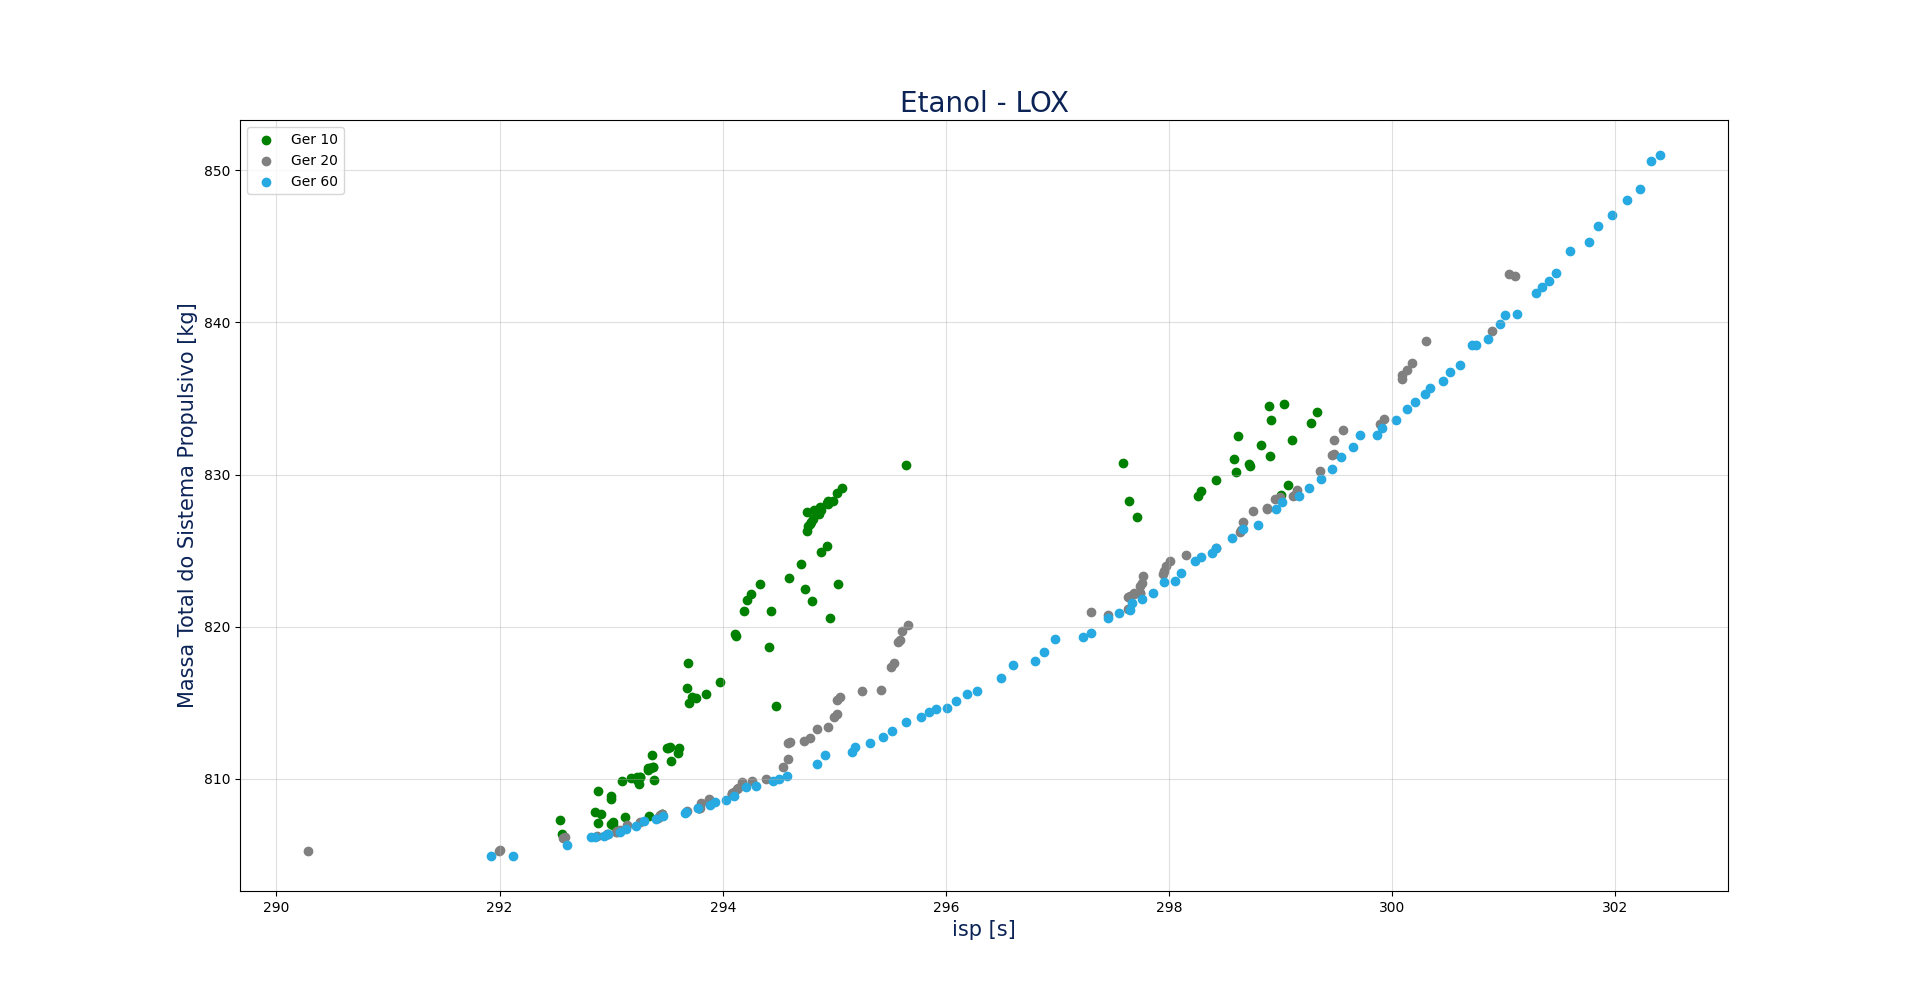 Etanol - LOX
Ger 10
Ger 20
Ger 60
Massa Total do Sistema Propulsivo [kg]
850
840
830
820
810
290 292 294 296 298 300 302
isp [s]